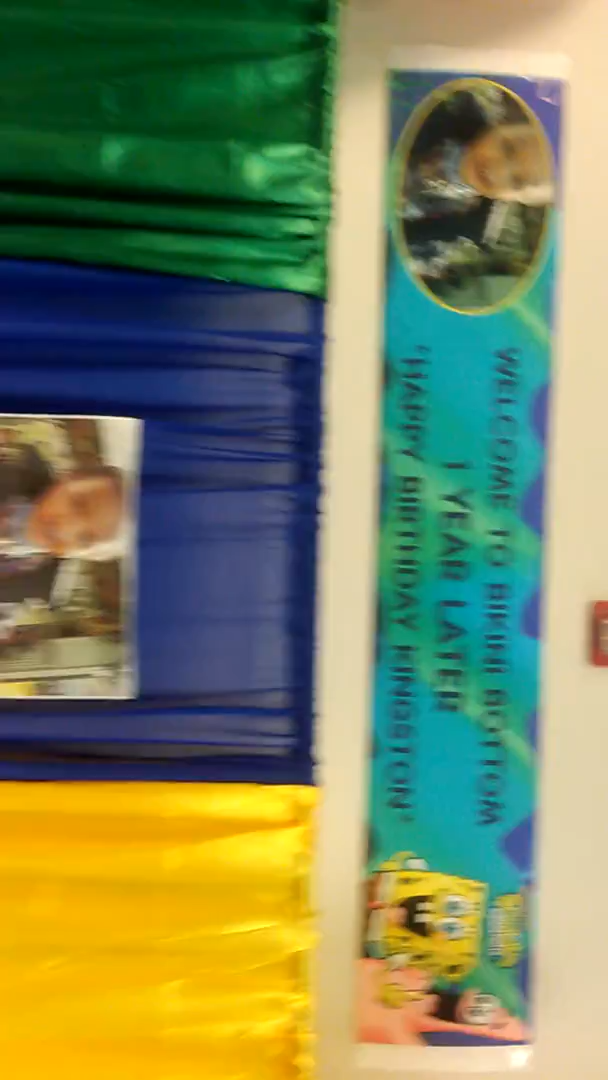 WELCOME TO BIKINI BOTTOM
1 YEAR LATER
"HAPPY BIRTHDAY KINGSTON"